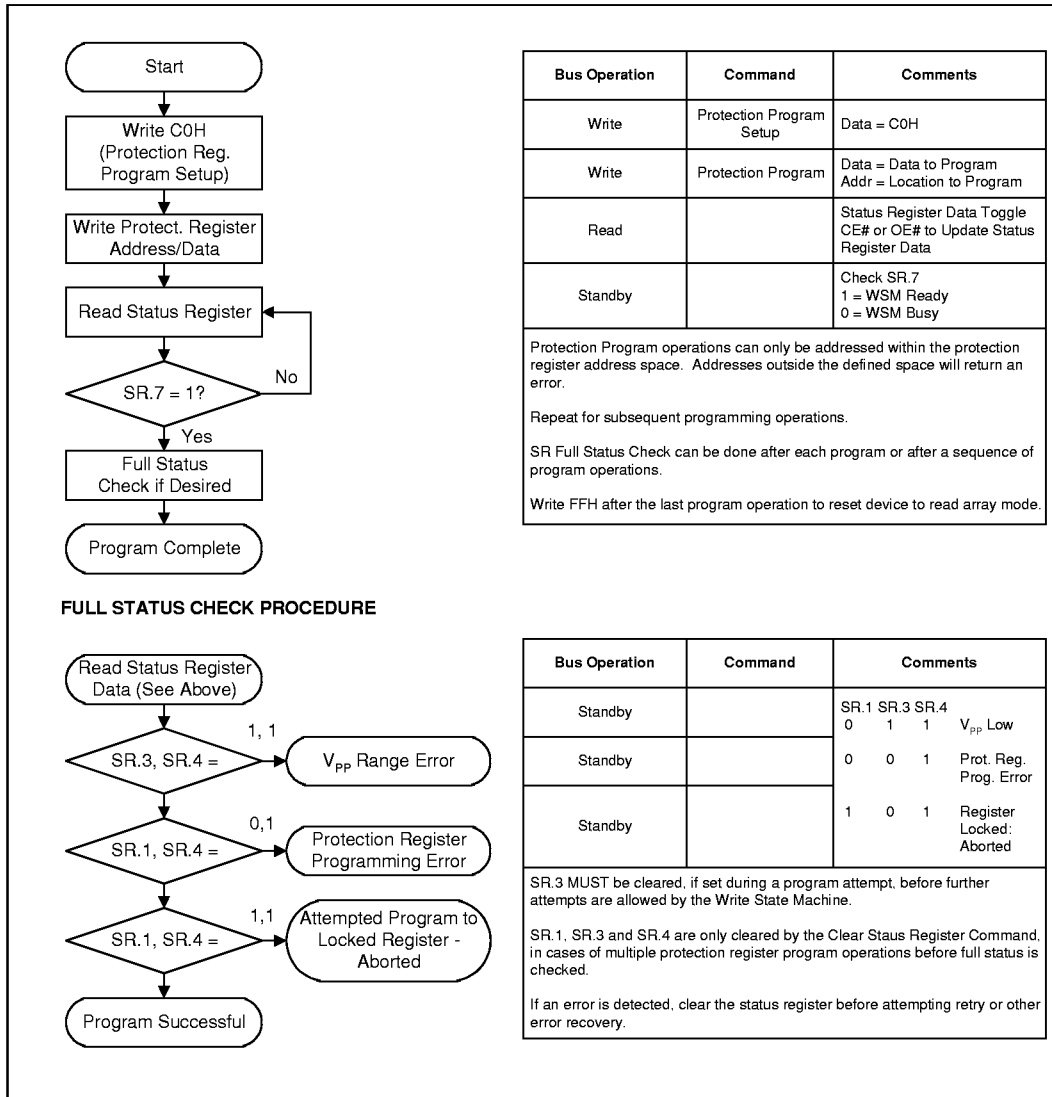 Start
Write C0H
(Protection Reg.
Program Setup)
Write Protect. Register
Address/Data
Read Status Register
No
SR.7 = 1?
Yes
Full Status
Check if Desired
Program Complete
Bus Operation Command Comments
Write Protection Program Setup Data = C0H
Write Protection Program Data = Data to Program
Addr = Location to Program
Read Status Register Data Toggle
CE# or OE# to Update Status
Register Data
Standby Check SR.7
1 = WSM Ready
0 = WSM Busy
Protection Program operations can only be addressed within the protection
register address space. Addresses outside the defined space will return an
error.
Repeat for subsequent programming operations.
SR Full Status Check can be done after each program or after a sequence of
program operations.
Write FFH after the last program operation to reset device to read array mode.
FULL STATUS CHECK PROCEDURE
Read Status Register
Data (See Above)
1, 1
SR.3, SR.4 =
VPP Range Error
0,1
SR.1, SR.4 =
Protection Register
Programming Error
1,1
SR.1, SR.4 =
Attempted Program to
Locked Register -
Aborted
Program Successful
Bus Operation Command Comments
SR.1 SR.3 SR.4
Standby 0 1 1 VPP Low
Standby 0 0 1 Prot. Reg.
Prog. Error
Standby 1 0 1 Register
Locked:
Aborted
SR.3 MUST be cleared, if set during a program attempt, before further
attempts are allowed by the Write State Machine.
SR.1, SR.3 and SR.4 are only cleared by the Clear Staus Register Command,
in cases of multiple protection register program operations before full status is
checked.
If an error is detected, clear the status register before attempting retry or other
error recovery.